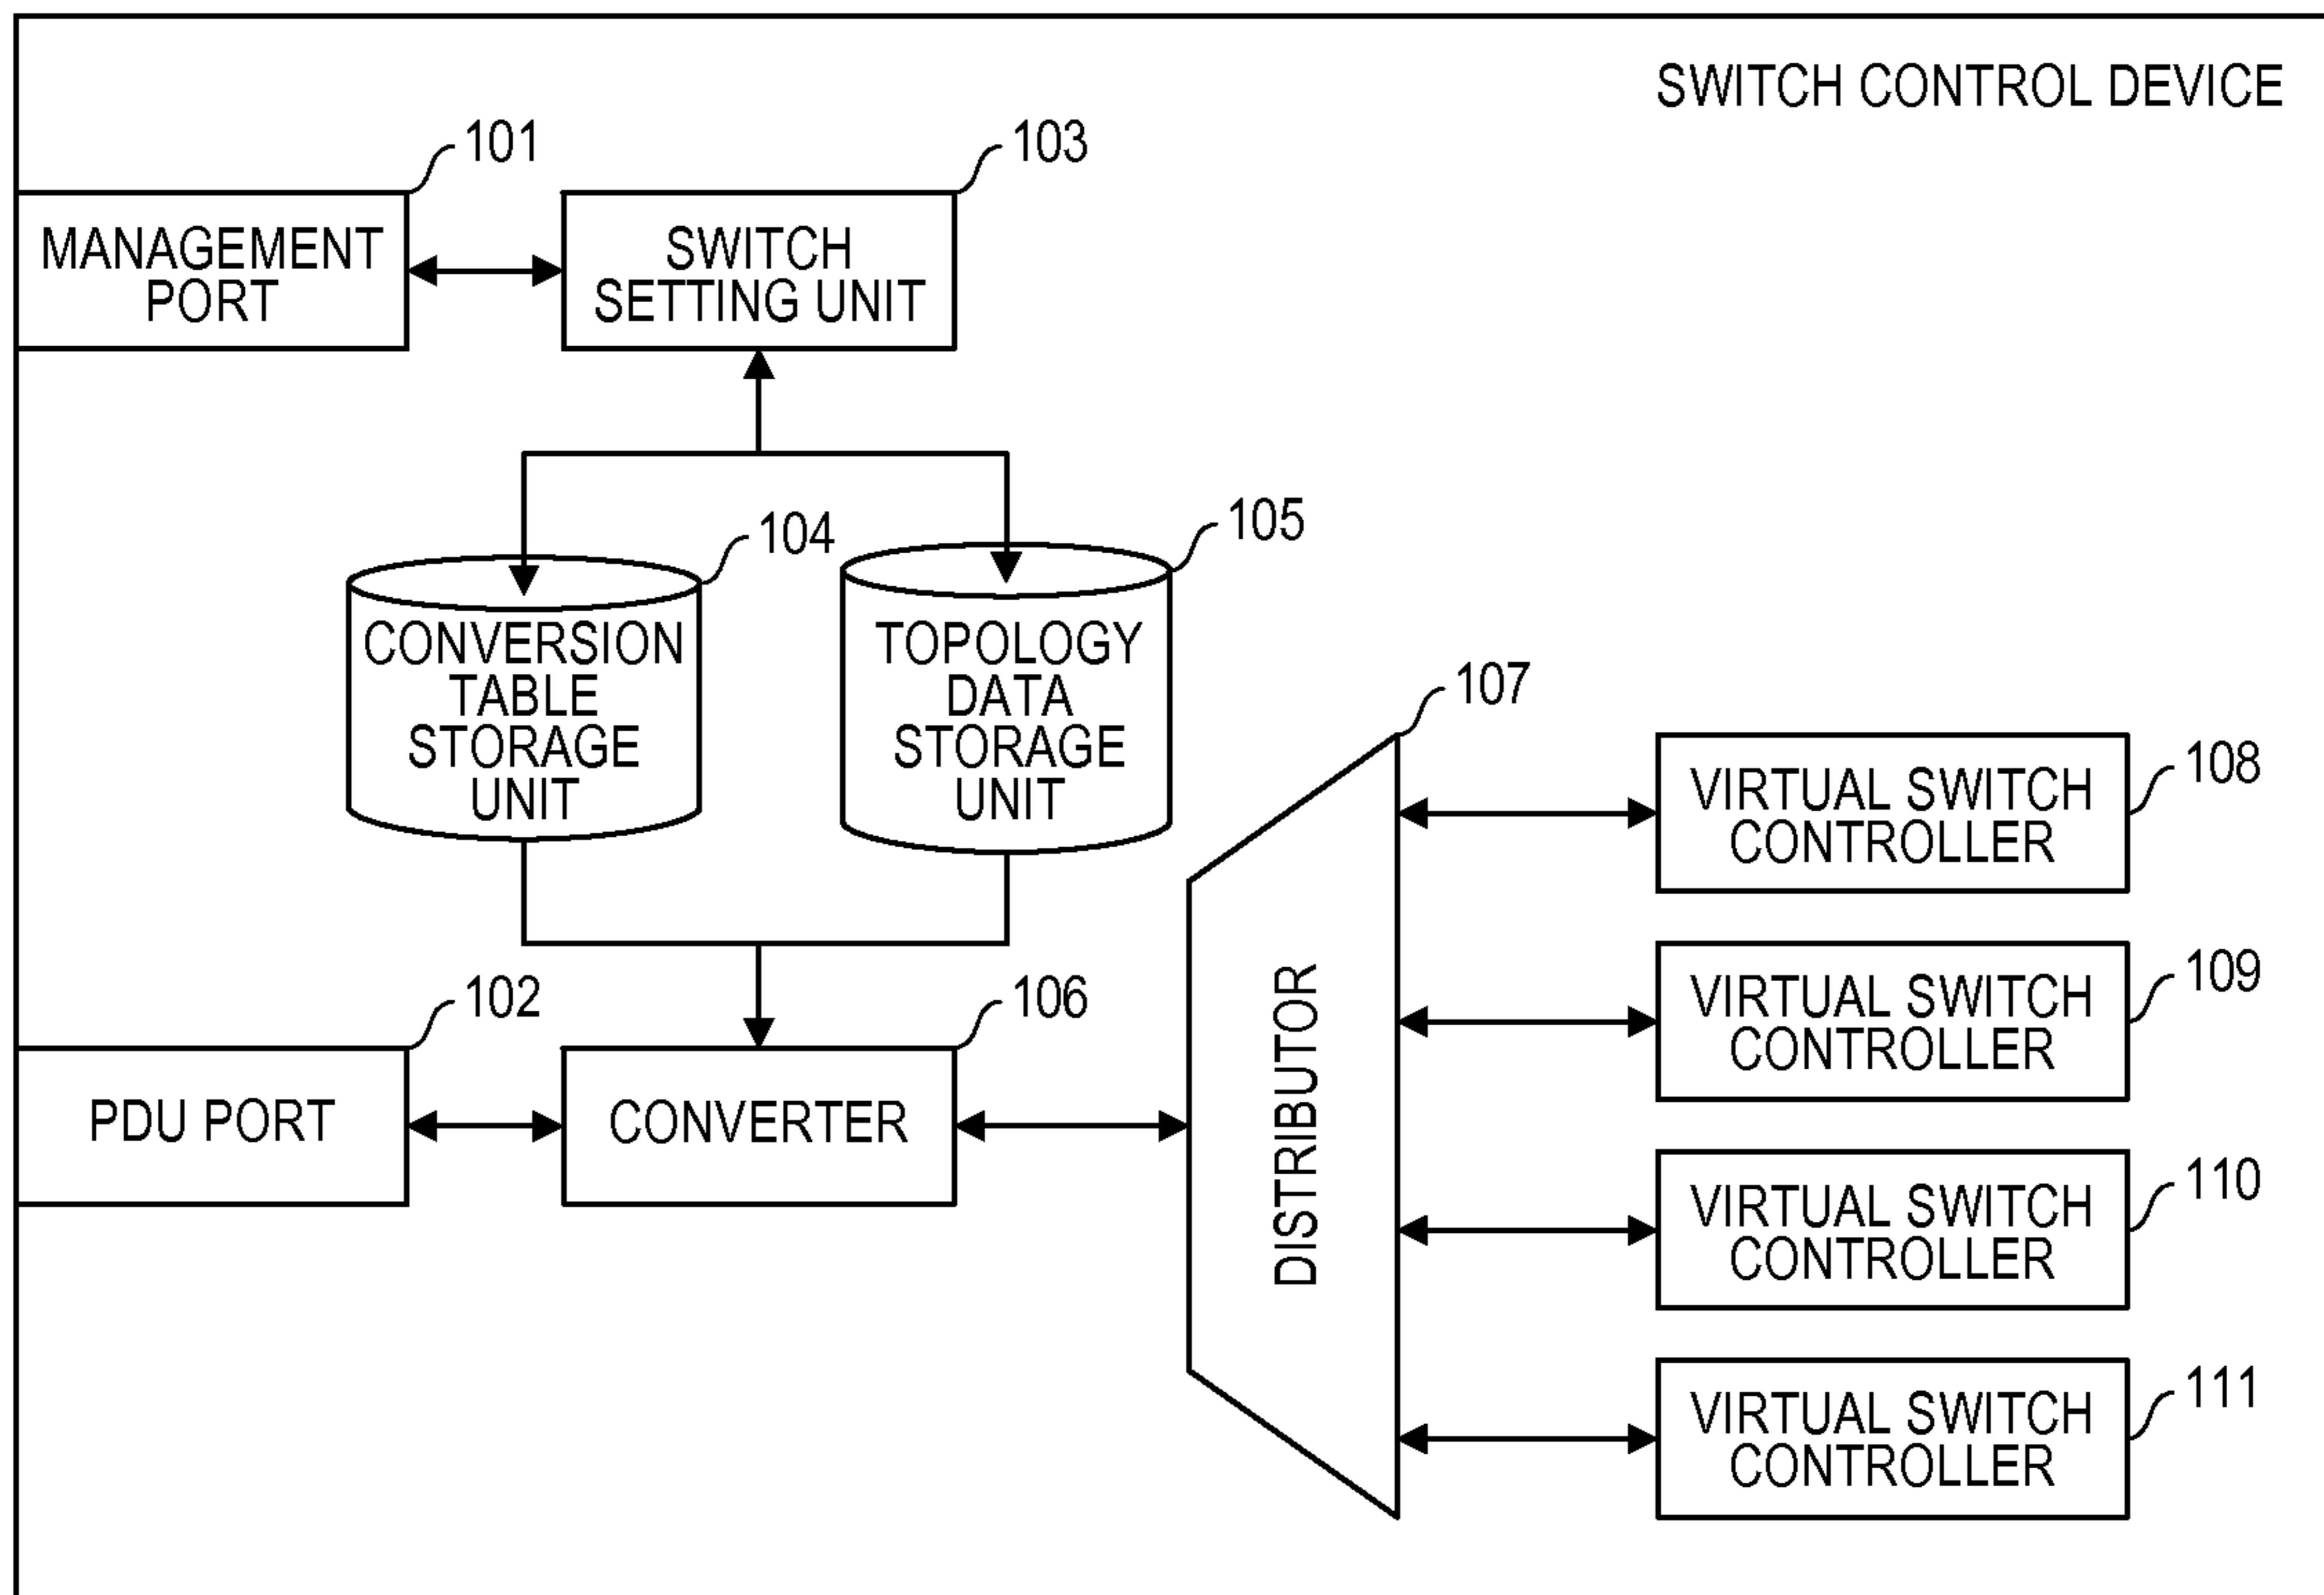 SWITCH CONTROL DEVICE
101
103
MANAGEMENT
PORT
SWITCH
SETTING UNIT
104
105
CONVERSION
TABLE
STORAGE
UNIT
TOPOLOGY
DATA
STORAGE
UNIT
107
108
VIRTUAL SWITCH
CONTROLLER
102
106
109
PDU PORT
CONVERTER
DISTRIBUTOR
VIRTUAL SWITCH
CONTROLLER
110
VIRTUAL SWITCH
CONTROLLER
111
VIRTUAL SWITCH
CONTROLLER